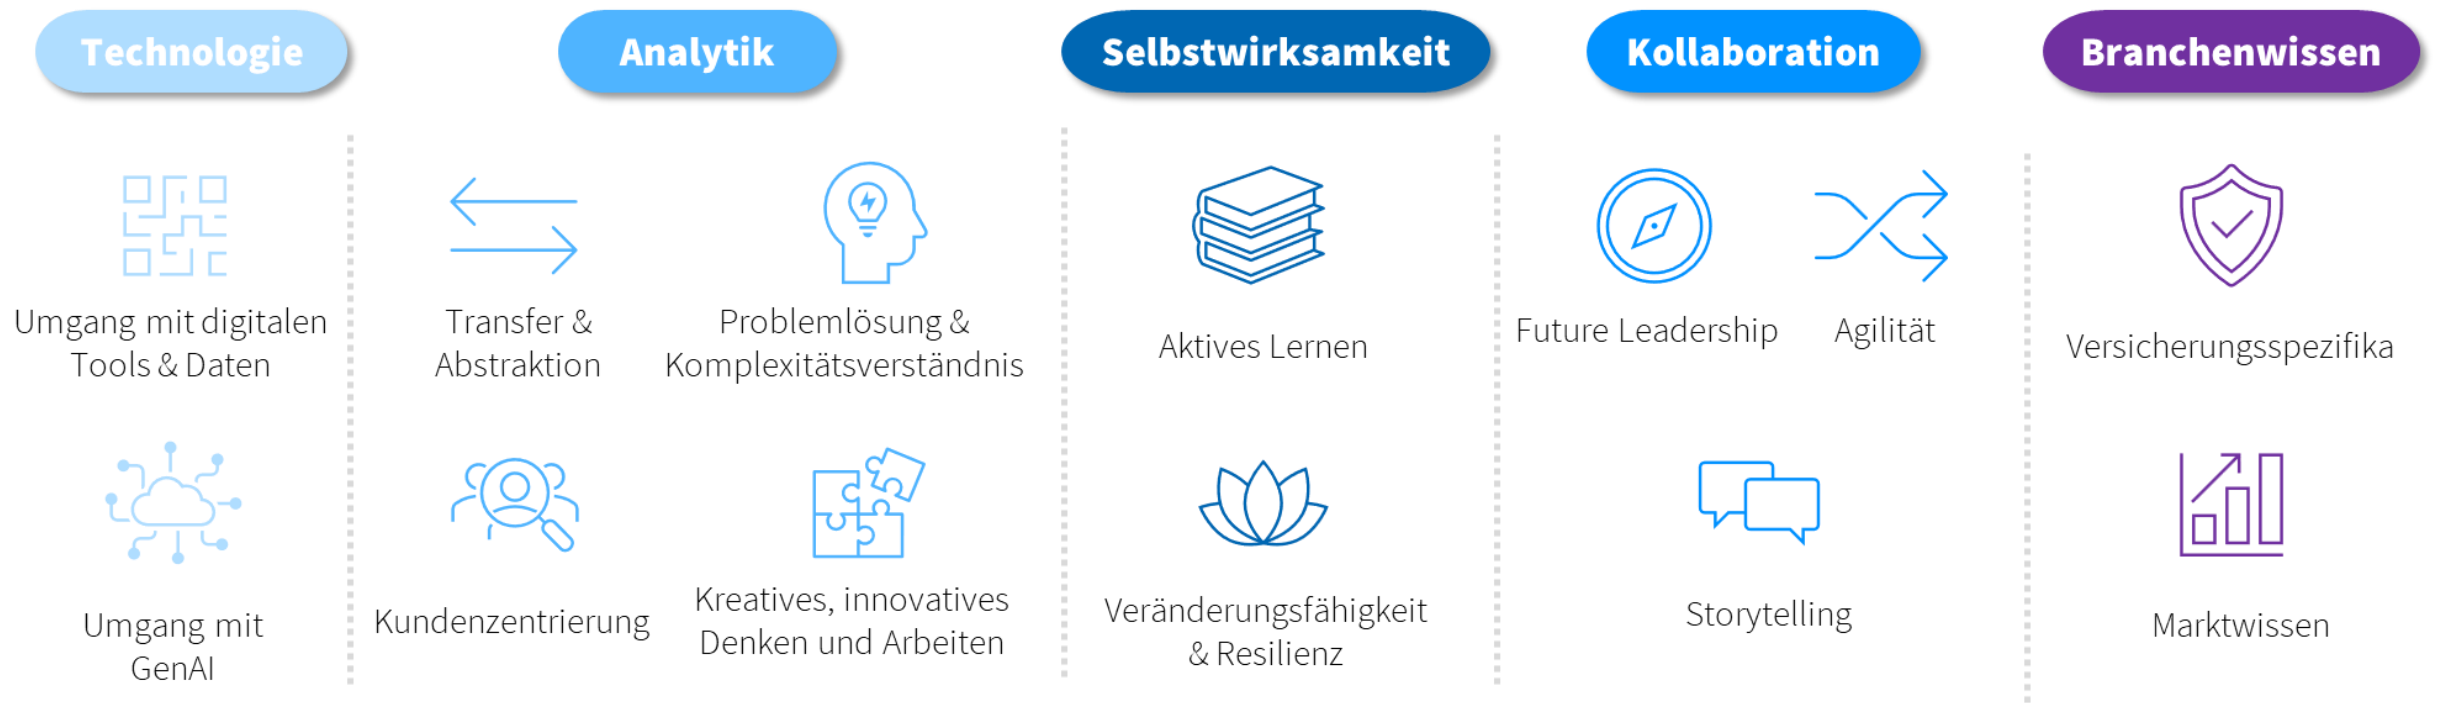 Technologie
Umgang mit digitalen
Tools & Daten
Umgang mit
GenAI
Analytik
Transfer &
Abstraktion
Problemlösung &
Komplexitätsverständnis
Kundenzentrierung
Kreatives, innovatives
Denken und Arbeiten
Selbstwirksamkeit
Aktives Lernen
Veränderungsfähigkeit
& Resilienz
Kollaboration
Future Leadership
Agilität
Storytelling
Branchenwissen
Versicherungsspezifika
Marktwissen